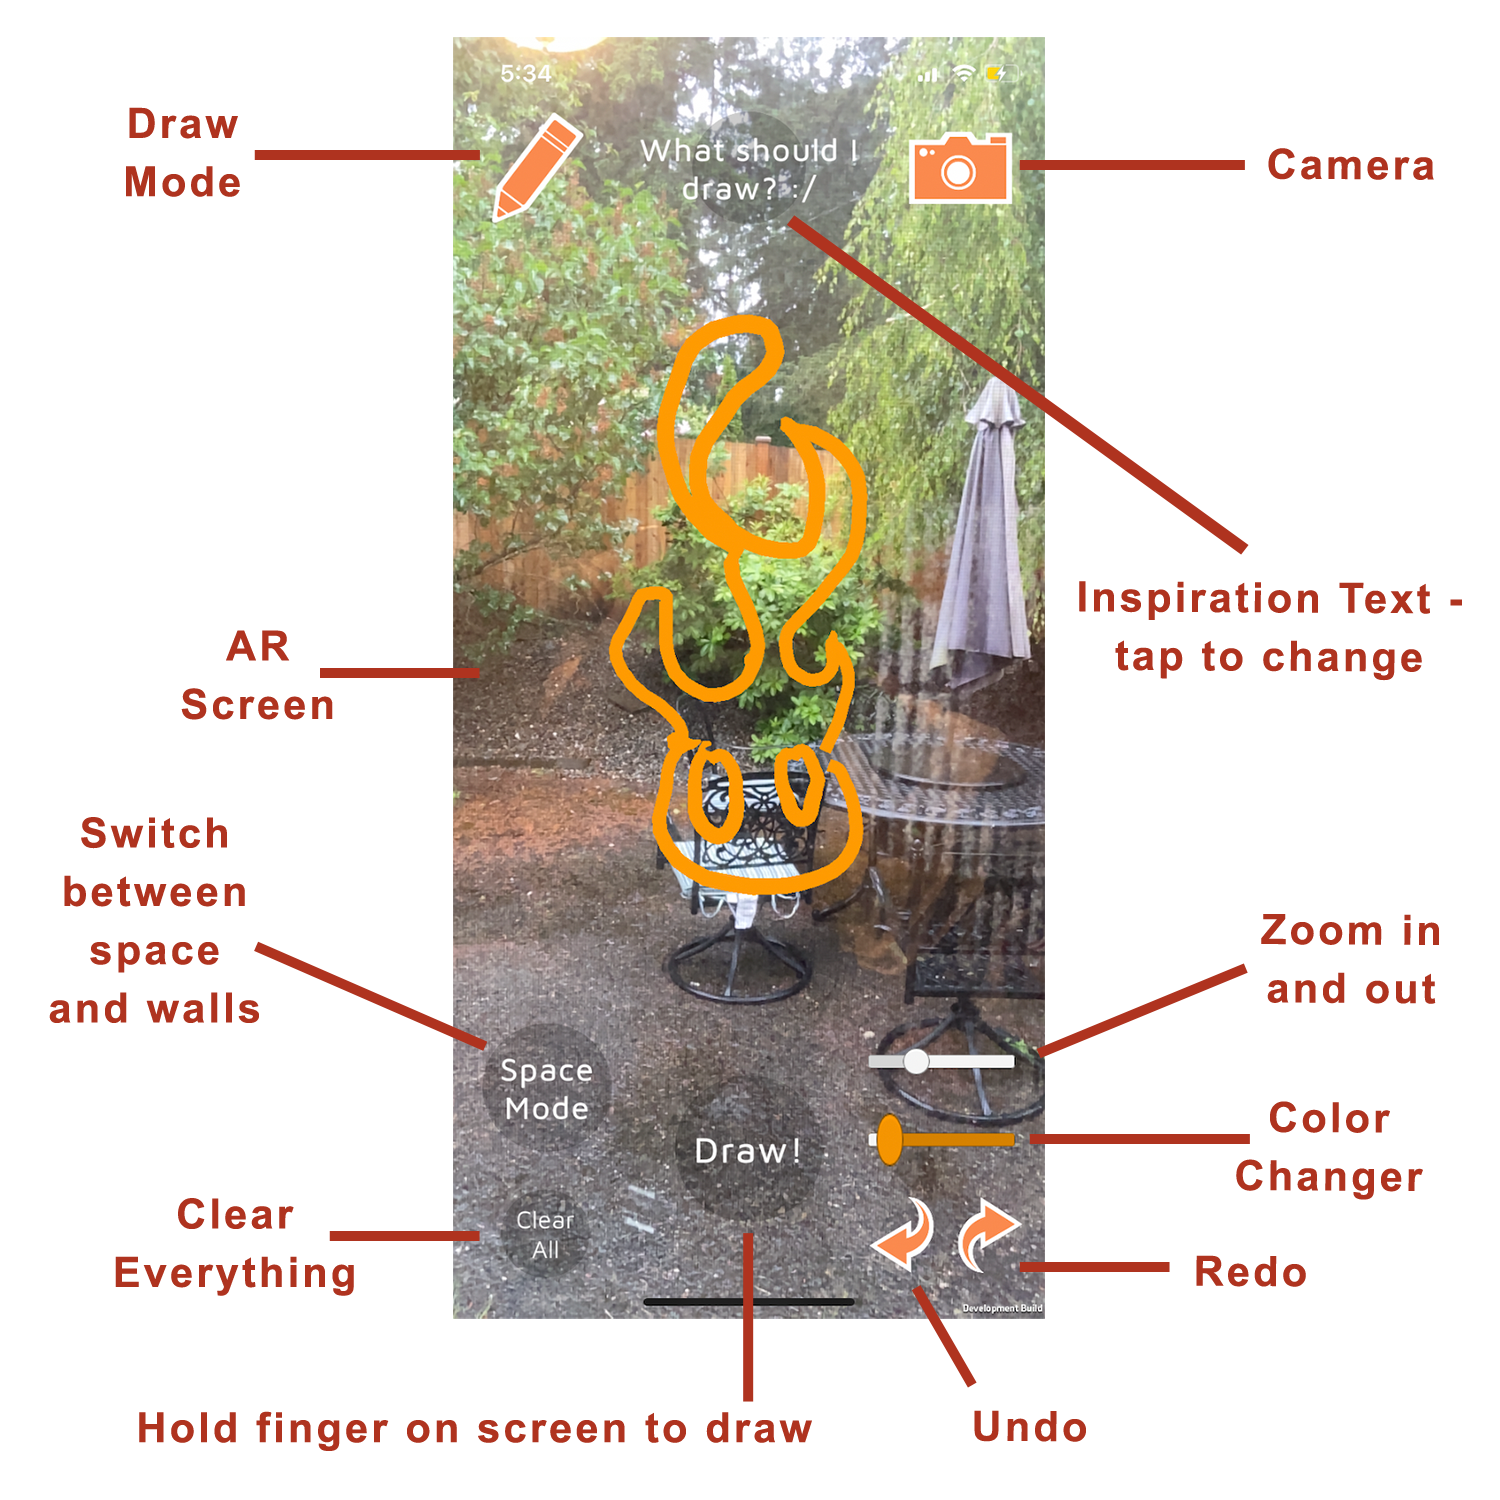 5:34
Draw
Mode
What should I
draw? :/
Camera
Inspiration Text -
tap to change
AR
Screen
Switch
between
space
and walls
Zoom in
and out
Space
Mode
Draw!
Color
Changer
Clear
Everything
Clear
All
Redo
Development Build
Hold finger on screen to draw
Undo